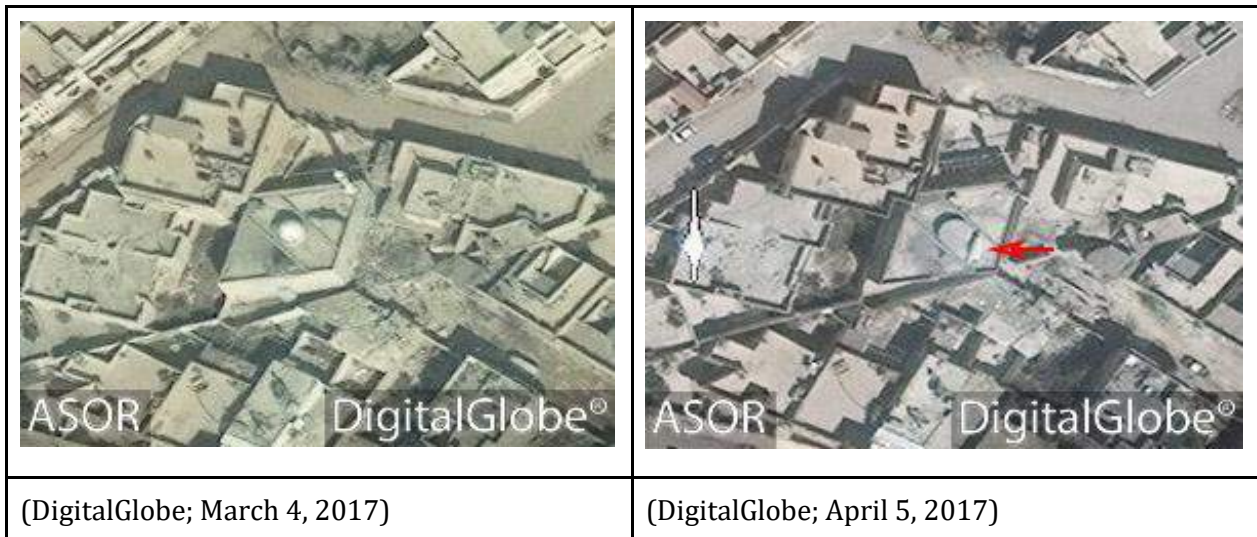 ASOR
DigitalGlobe®
ASOR
DigitalGlobe®
(DigitalGlobe; March 4, 2017)
(DigitalGlobe; April 5, 2017)